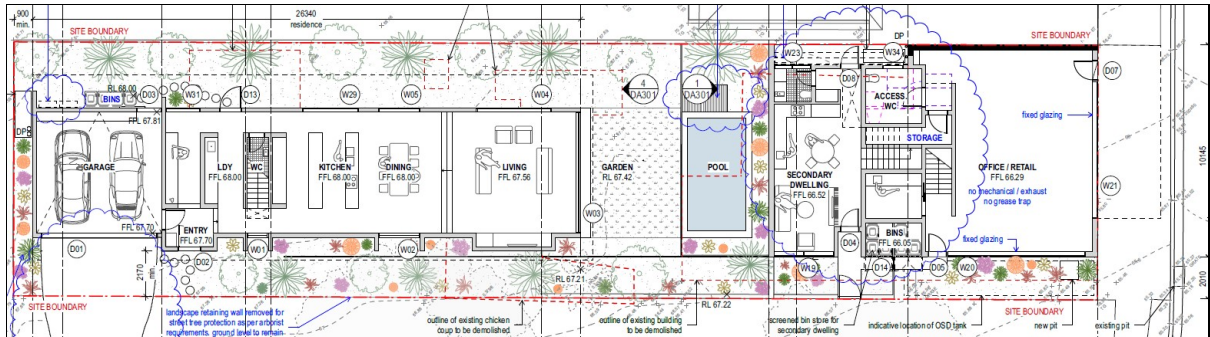 900
min.
26340
residence
SITE BOUNDARY
DP
SITE BOUNDARY
W23
W34
D08
D07
RL 68.00
BINS
D03
W31
D13
W29
W05
W04
4
DA301
1
DA301
ACCESS.
WC
fixed glazing
FFL 67.81
DP
STORAGE
GARAGE
LDY
FFL 68.00
WC
KITCHEN
FFL 68.00
DINING
FFL 68.00
LIVING
FFL 67.56
GARDEN
RL 67.42
POOL
SECONDARY
DWELLING
FFL 66.52
OFFICE / RETAIL
FFL 66.29
no mechanical / exhaust
no grease trap
10145
W21
W03
FFL 67.70
ENTRY
FFL 67.70
BINS
FFL 66.05
fixed glazing
D01
D02
W01
W02
D04
W19
D14
D05
W20
2170
min.
RL 67.21
RL 67.22
2010
SITE BOUNDARY
SITE BOUNDARY
landscape retaining wall removed for
street tree protection as per arborist
requirements, ground level to remain
outline of existing chicken
coup to be demolished
outline of existing building
to be demolished
screened bin store for
secondary dwelling
indicative location of OSD tank
new pit
existing pit